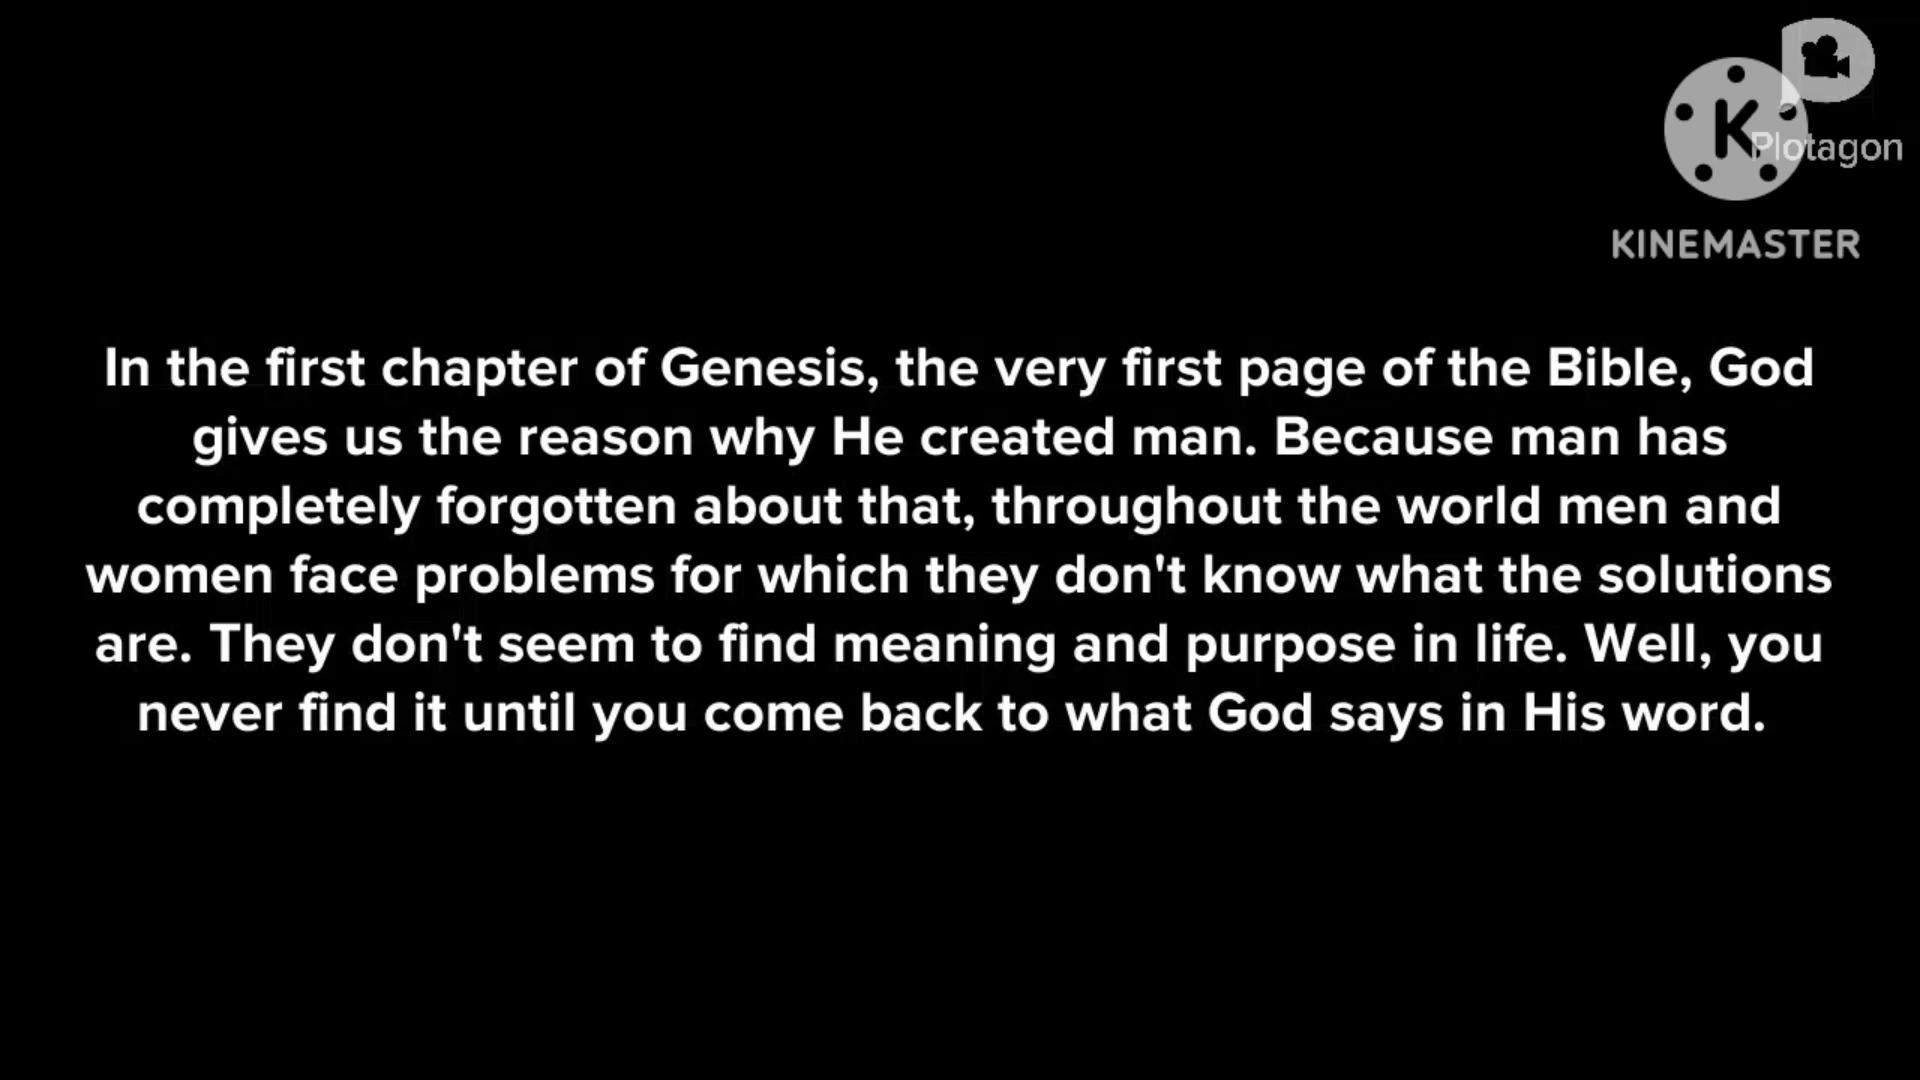 Plotagon
KINEMASTER
In the first chapter of Genesis, the very first page of the Bible, God
gives us the reason why He created man. Because man has
completely forgotten about that, throughout the world men and
women face problems for which they don't know what the solutions
are. They don't seem to find meaning and purpose in life. Well, you
never find it until you come back to what God says in His word.